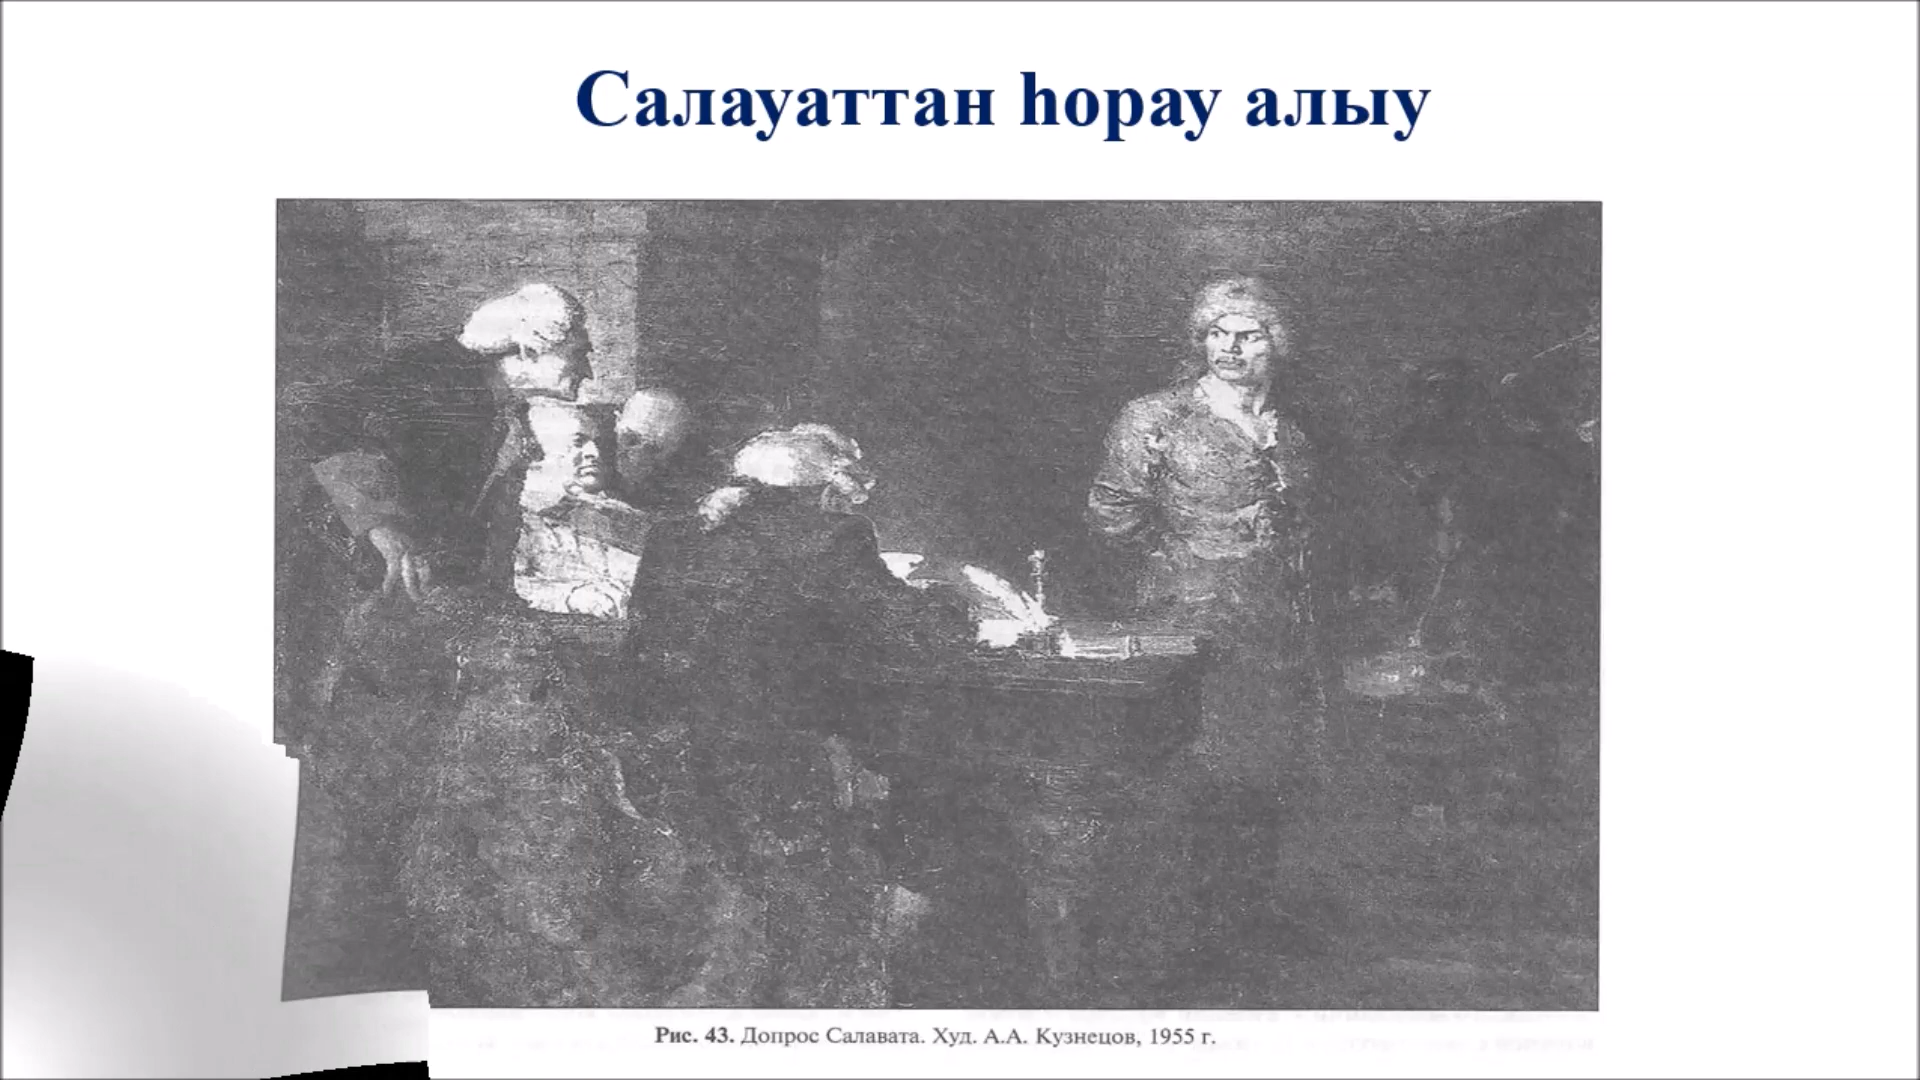 Салауаттан һорау алыу
Рис. 43. Допрос Салавата. Худ. А.А. Кузнецов, 1955 г.